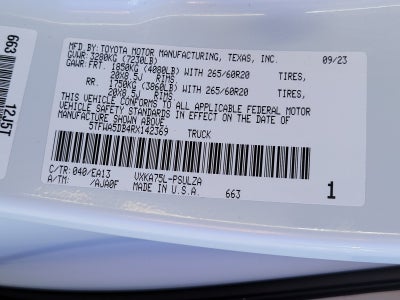 MFD.BY:TOYOTA MOTOR MANUFACTURING, TEXAS, INC. 09/23
GVWR: 3280KG (7230LB)
GAWR:FRT. 1850KG (4080LB) WITH 265/60R20 TIRES,
20X8.5J RIMS
RR. 1750KG (3860LB) WITH 265/60R20 TIRES,
20X8.5J RIMS
THIS VEHICLE CONFORMS TO ALL APPLICABLE FEDERAL MOTOR
VEHICLE SAFETY STANDARDS IN EFFECT ON THE DATE OF
MANUFACTURE SHOWN ABOVE.
5TFWA5DB4RX142369 TRUCK
C/TR: 040/EA13 VXKA75L-PSULZA
A/TM: /AJA0F MADE IN U.S.A. 663 1
663 12J5T